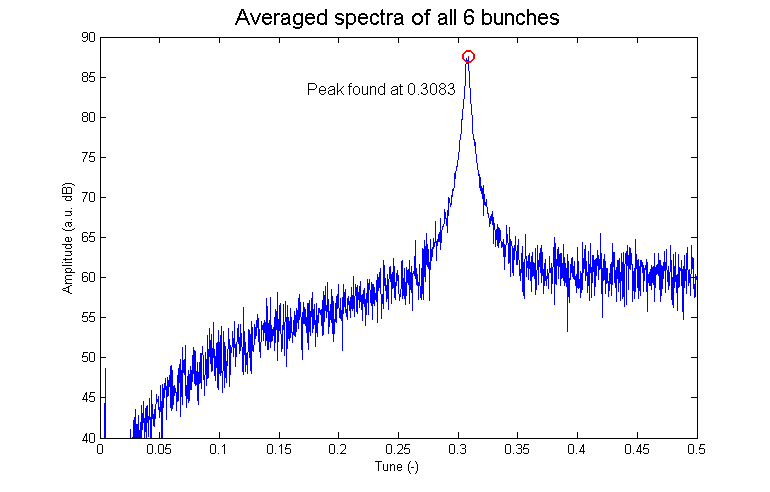 Averaged spectra of all 6 bunches
90
85
80
75
70
65
60
55
50
45
40
Amplitude (a.u. dB)
Peak found at 0.3083
0 0.05 0.1 0.15 0.2 0.25 0.3 0.35 0.4 0.45 0.5
Tune (-)